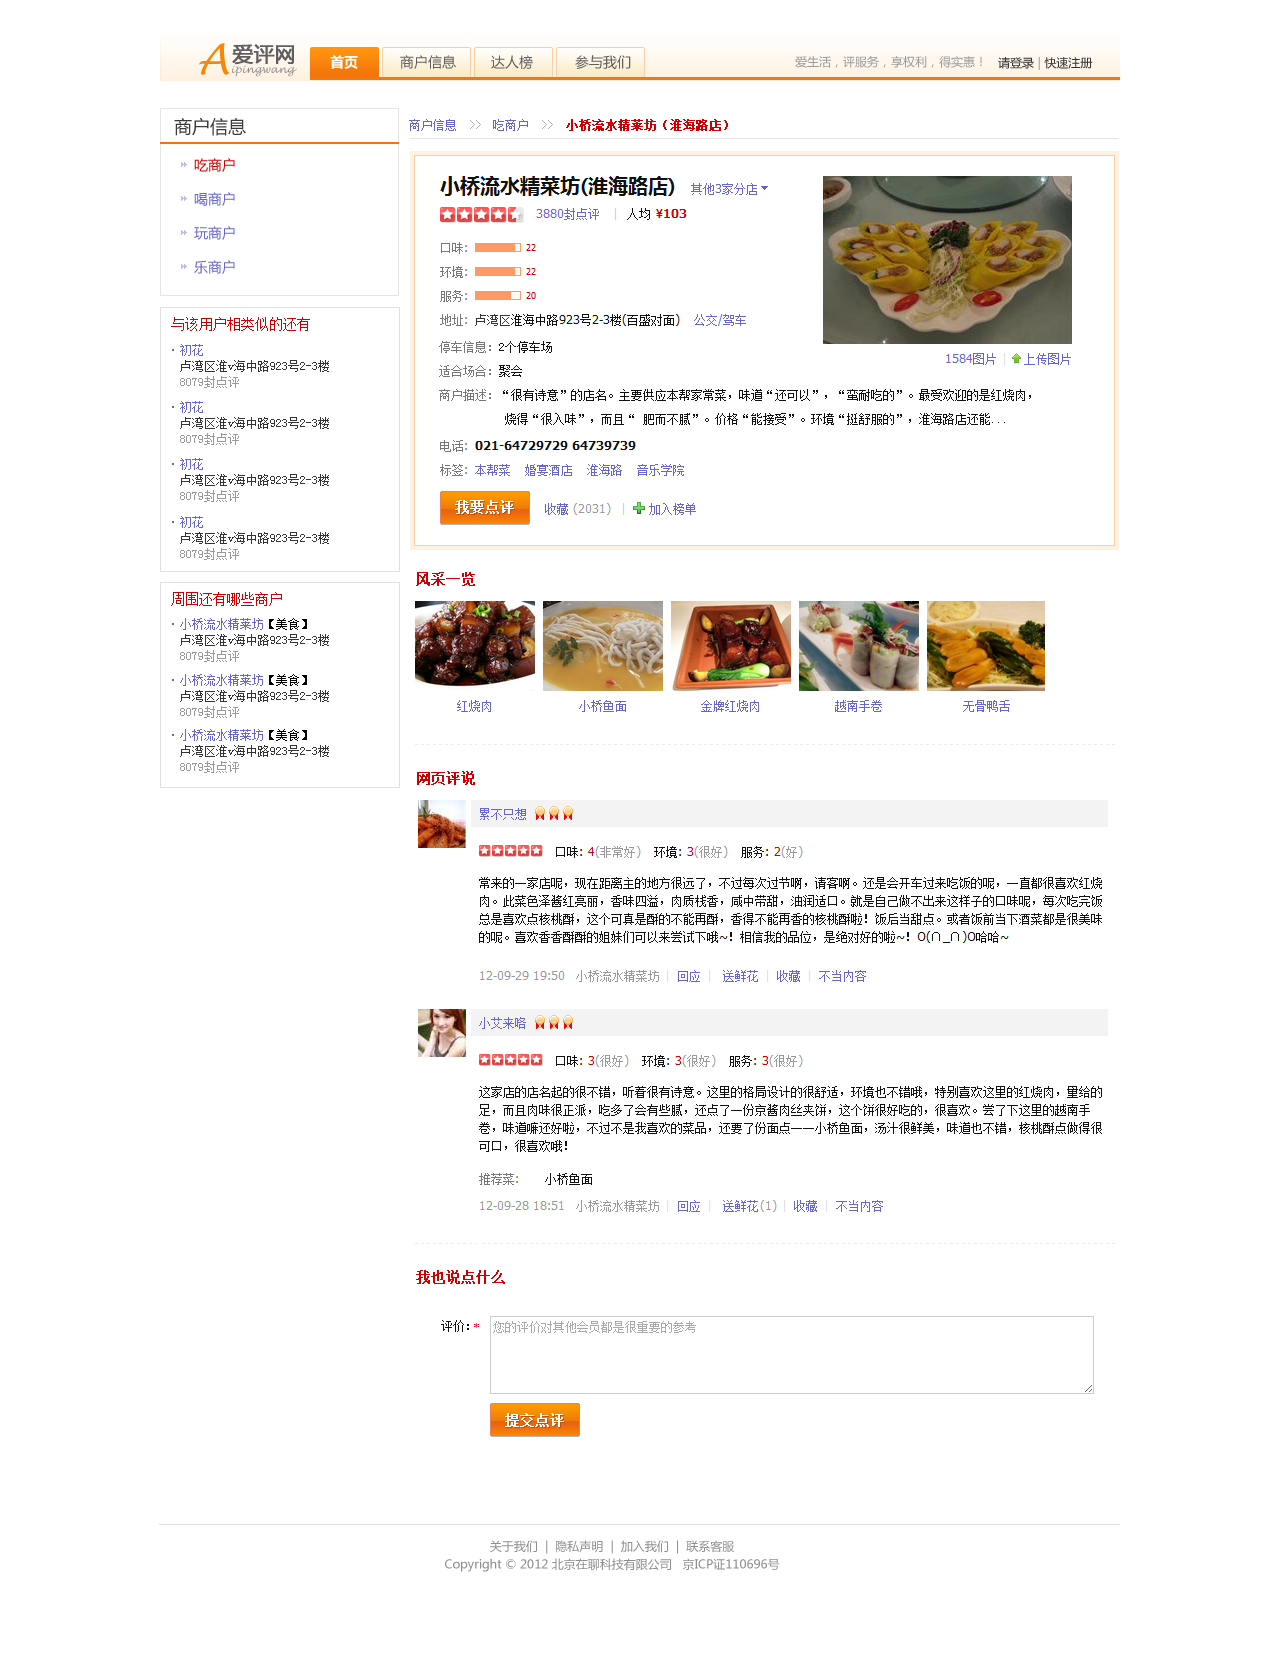 爱评网
Aipingwang
首页 商户信息 达人榜 参与我们
爱生活，评服务，享权利，得实惠！ 请登录 | 快速注册
商户信息
吃商户
喝商户
玩商户
乐商户
与该用户相类似的还有
· 初花
卢湾区淮v海中路923号2-3楼
8079封点评
· 初花
卢湾区淮v海中路923号2-3楼
8079封点评
· 初花
卢湾区淮v海中路923号2-3楼
8079封点评
· 初花
卢湾区淮v海中路923号2-3楼
8079封点评
周围还有哪些商户
· 小桥流水精菜坊【美食】
卢湾区淮v海中路923号2-3楼
8079封点评
· 小桥流水精菜坊【美食】
卢湾区淮v海中路923号2-3楼
8079封点评
· 小桥流水精菜坊【美食】
卢湾区淮v海中路923号2-3楼
8079封点评
商户信息 >> 吃商户 >> 小桥流水精菜坊（淮海路店）
小桥流水精菜坊(淮海路店) 其他3家分店
3880封点评 | 人均 ¥103
口味： 22
环境： 22
服务： 20
地址： 卢湾区淮海中路923号2-3楼(百盛对面) 公交/驾车
停车信息： 2个停车场
适合场合： 聚会
1584图片 | 上传图片
商户描述： “很有诗意”的店名。主要供应本帮家常菜，味道“还可以”，“蛮耐吃的”。最受欢迎的是红烧肉，
烧得“很入味”，而且“ 肥而不腻”。价格“能接受”。环境“挺舒服的”，淮海路店还能...
电话： 021-64729729 64739739
标签： 本帮菜 婚宴酒店 淮海路 音乐学院
我要点评 收藏 (2031) | 加入榜单
风采一览
红烧肉 小桥鱼面 金牌红烧肉 越南手卷 无骨鸭舌
网页评说
累不只想
口味：4(非常好) 环境：3(很好) 服务：2(好)
常来的一家店呢，现在距离主的地方很远了，不过每次过节啊，请客啊。还是会开车过来吃饭的呢，一直都很喜欢红烧
肉。此菜色泽酱红亮丽，香味四溢，肉质栈香，咸中带甜，油润适口。就是自己做不出来这样子的口味呢，每次吃完饭
总是喜欢点核桃酥，这个可真是酥的不能再酥，香得不能再香的核桃酥啦！饭后当甜点。或者饭前当下酒菜都是很美味
的呢。喜欢香香酥酥的姐妹们可以来尝试下哦~！相信我的品位，是绝对好的啦~！O(∩_∩)O哈哈~
12-09-29 19:50 小桥流水精菜坊 | 回应 | 送鲜花 | 收藏 | 不当内容
小艾来咯
口味：3(很好) 环境：3(很好) 服务：3(很好)
这家店的店名起的很不错，听着很有诗意。这里的格局设计的很舒适，环境也不错哦，特别喜欢这里的红烧肉，量给的
足，而且肉味很正派，吃多了会有些腻，还点了一份京酱肉丝夹饼，这个饼很好吃的，很喜欢。尝了下这里的越南手
卷，味道嘛还好啦，不过不是我喜欢的菜品，还要了份面点——小桥鱼面，汤汁很鲜美，味道也不错，核桃酥点做得很
可口，很喜欢哦！
推荐菜： 小桥鱼面
12-09-28 18:51 小桥流水精菜坊 | 回应 | 送鲜花(1) | 收藏 | 不当内容
我也说点什么
评价：* 您的评价对其他会员都是很重要的参考
提交点评
关于我们 | 隐私声明 | 加入我们 | 联系客服
Copyright © 2012 北京在聊科技有限公司 京ICP证110696号